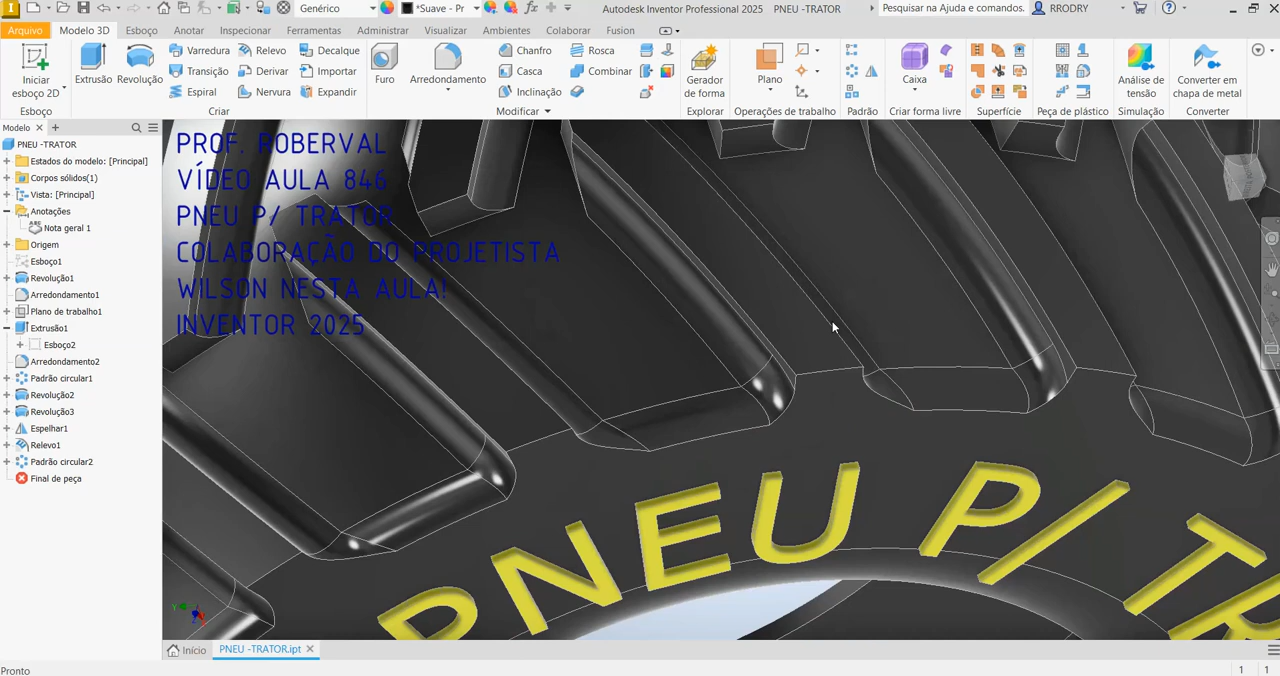 Genérico
*Suave - Pr
Autodesk Inventor Professional 2025 PNEU -TRATOR
Pesquisar na Ajuda e comandos.
RRODRY
Arquivo Modelo 3D Esboço Anotar Inspecionar Ferramentas Administrar Visualizar Ambientes Colaborar Fusion
Iniciar esboço 2D
Extrusão
Revolução
Varredura
Transição
Espiral
Relevo
Derivar
Nervura
Decalque
Importar
Expandir
Furo
Arredondamento
Chanfro
Casca
Inclinação
Rosca
Combinar
Gerador de forma
Plano
Caixa
Análise de tensão
Converter em chapa de metal
Esboço Criar Modificar Explorar Operações de trabalho Padrão Criar forma livre Superfície Peça de plástico Simulação Converter
Modelo
PNEU -TRATOR
Estados do modelo: [Principal]
Corpos sólidos(1)
Vista: [Principal]
Anotações
Nota geral 1
Origem
Esboço1
Revolução1
Arredondamento1
Plano de trabalho1
Extrusão1
Esboço2
Arredondamento2
Padrão circular1
Revolução2
Revolução3
Espelhar1
Relevo1
Padrão circular2
Final de peça
PROF. ROBERVAL
VÍDEO AULA 846
PNEU P/ TRATOR
COLABORAÇÃO DO PROJETISTA
WILSON NESTA AULA!
INVENTOR 2025
PNEU P/ TR
Início
PNEU -TRATOR.ipt
Pronto
1 1